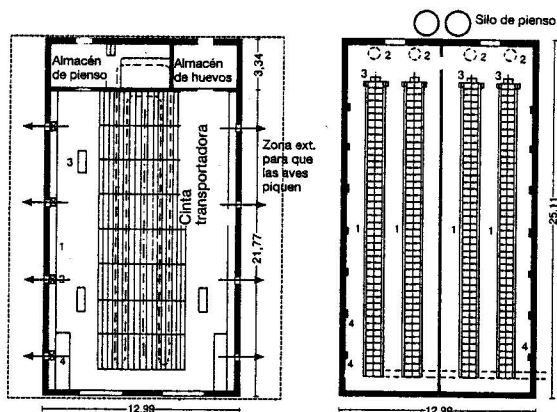 Silo de pienso
Almacén
de pienso
Almacén
de huevos
3,34
Zona ext.
para que
las aves
piquen
Cinta
transportadora
21,77
3
1
2
4
12,99
2
2
2
2
3
3
3
1
1
1
4
4
4
25,11
12,99